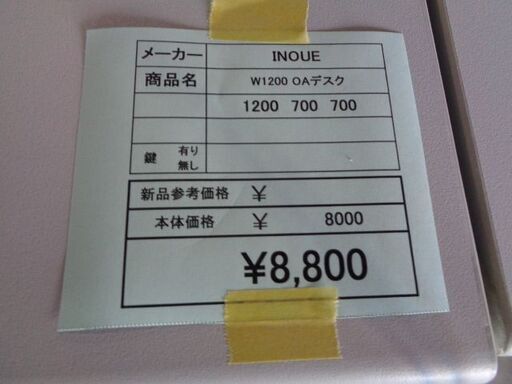 メーカー INOUE
商品名 W1200 OAデスク
1200 700 700
鍵 有り
無し
新品参考価格 ¥
本体価格 ¥ 8000
¥8,800